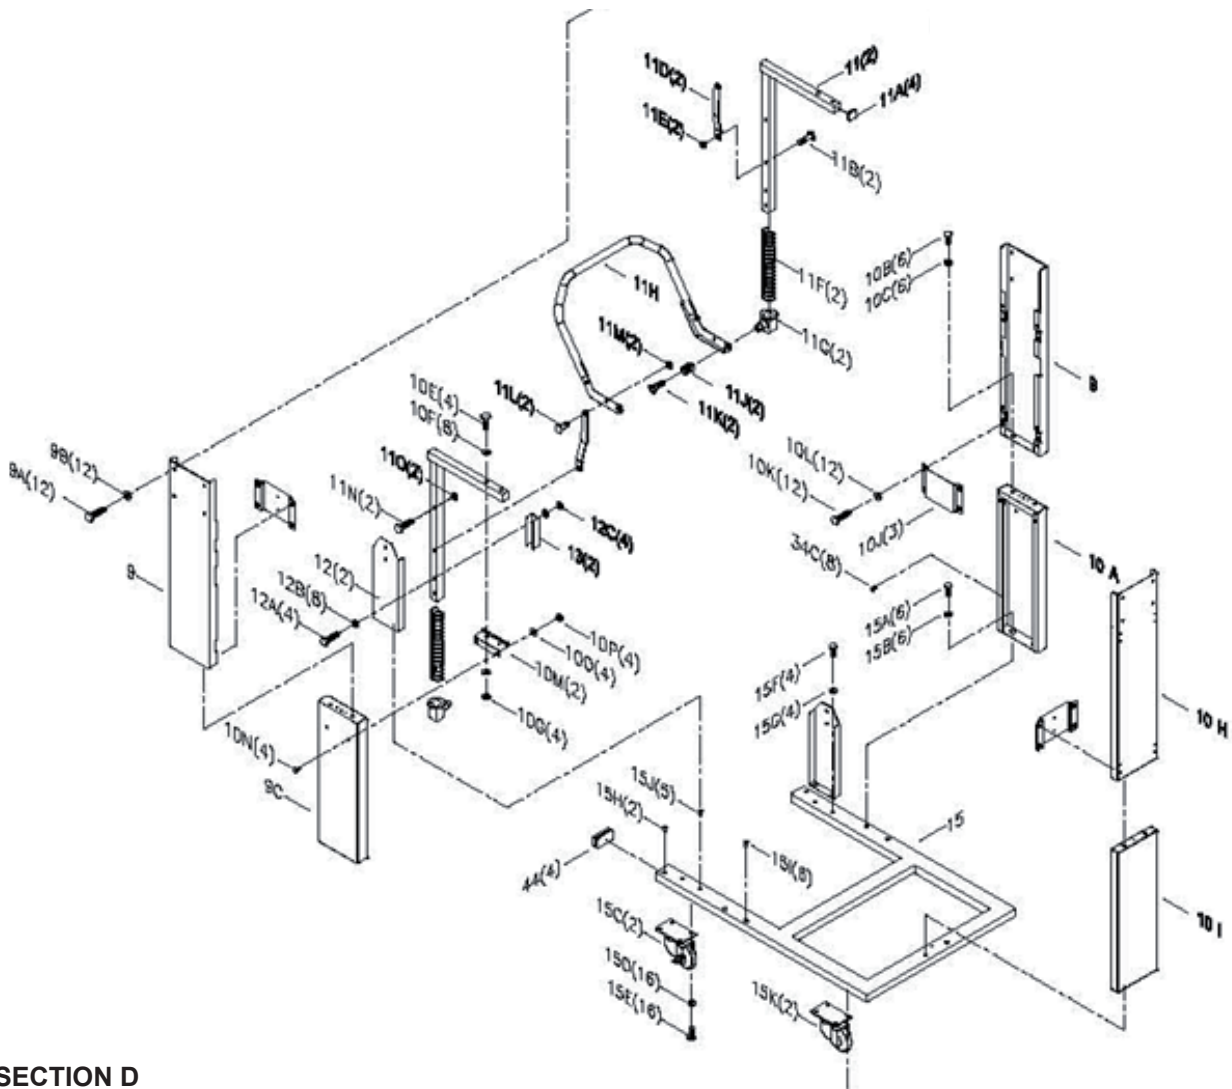 11D(2)
11(2)
11A(4)
11E(2)
11B(2)
10B(6)
10C(6)
11F(2)
11H
11M(2)
11G(2)
10E(4)
11L(2)
11J(2)
8
10F(8)
11K(2)
9B(12)
10L(12)
9A(12)
11O(2)
10K(12)
11N(2)
12C(4)
10J(3)
34C(8)
13(2)
10 A
9
12(2)
12B(8)
15A(6)
12A(4)
15B(6)
10P(4)
10O(4)
15F(4)
10M(2)
15G(4)
10G(4)
10 H
10N(4)
15J(5)
9C
15H(2)
15
15I(8)
44(4)
15C(2)
10 I
15D(16)
15K(2)
15E(16)
SECTION D